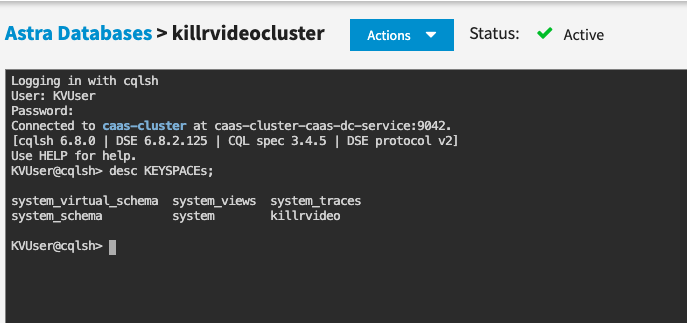 Astra Databases > killrvideocluster Actions Status: Active
Logging in with cqlsh
User: KVUser
Password:
Connected to caas-cluster at caas-cluster-caas-dc-service:9042.
[cqlsh 6.8.0 | DSE 6.8.2.125 | CQL spec 3.4.5 | DSE protocol v2]
Use HELP for help.
KVUser@cqlsh> desc KEYSPACEs;
system_virtual_schema system_views system_traces
system_schema system killrvideo
KVUser@cqlsh>